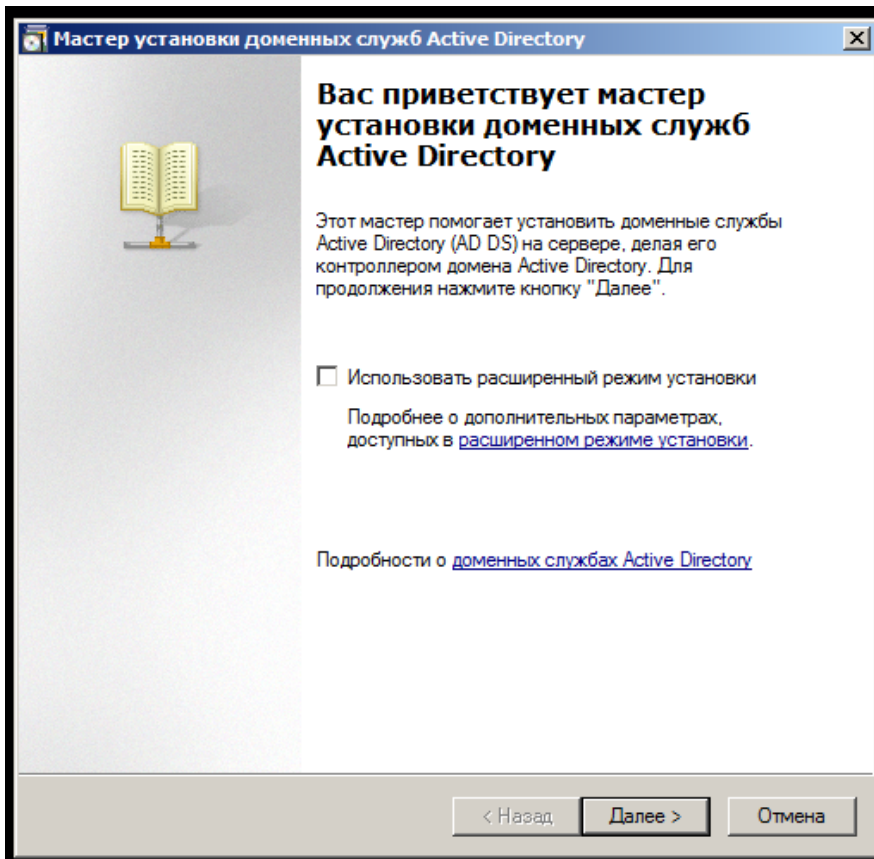 Мастер установки доменных служб Active Directory
Вас приветствует мастер
установки доменных служб
Active Directory
Этот мастер помогает установить доменные службы
Active Directory (AD DS) на сервере, делая его
контроллером домена Active Directory. Для
продолжения нажмите кнопку "Далее".
Использовать расширенный режим установки
Подробнее о дополнительных параметрах,
доступных в расширенном режиме установки.
Подробности о доменных службах Active Directory
< Назад
Далее >
Отмена